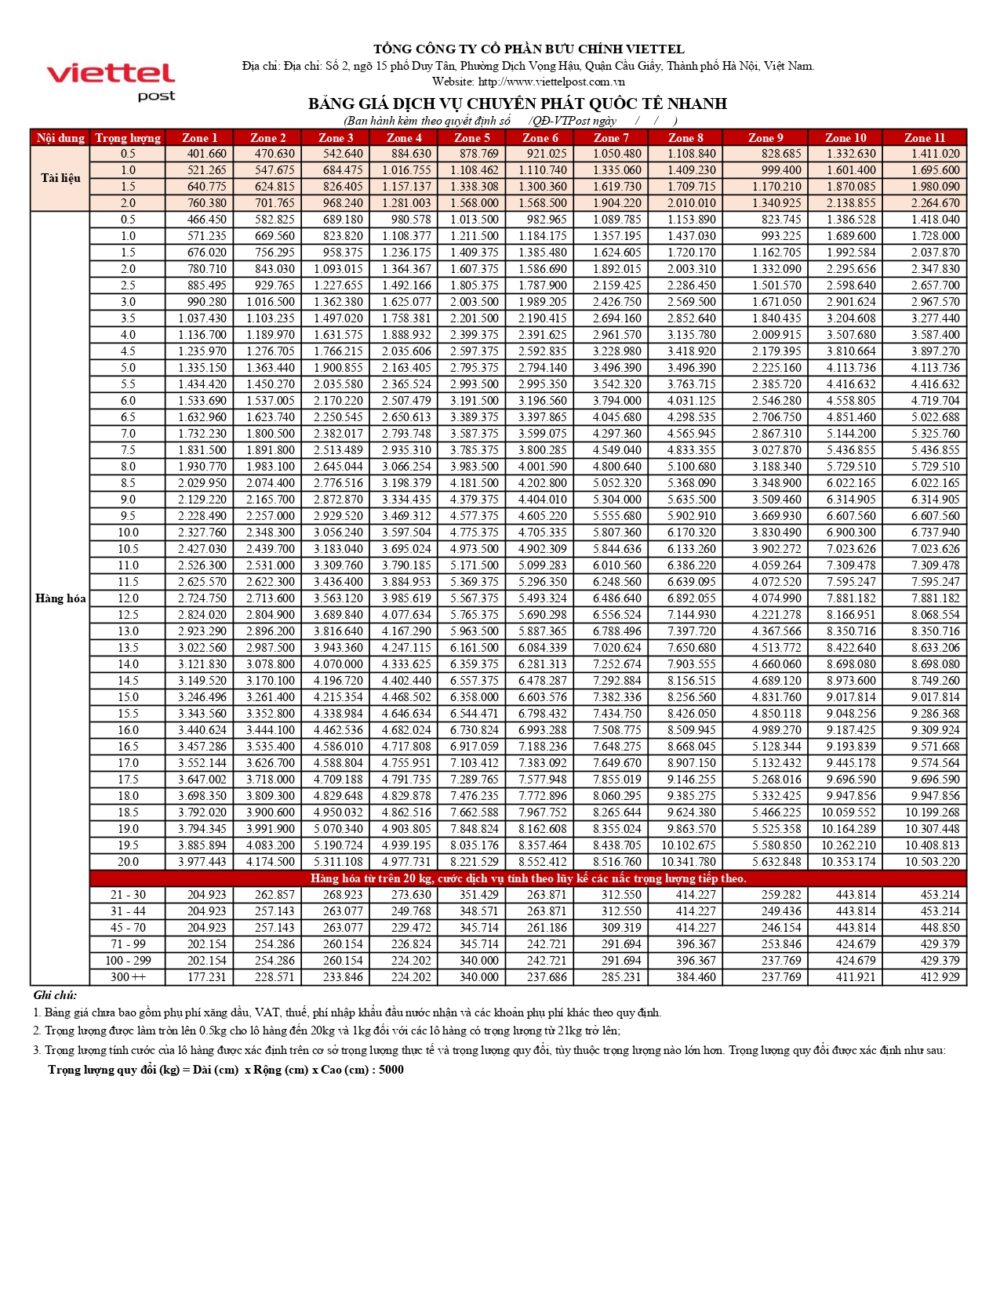 viettel
post
TỔNG CÔNG TY CỔ PHẦN BƯU CHÍNH VIETTEL
Địa chỉ: Địa chỉ: Số 2, ngõ 15 phố Duy Tân, Phường Dịch Vọng Hậu, Quận Cầu Giấy, Thành phố Hà Nội, Việt Nam.
Website: http://www.viettelpost.com.vn
BẢNG GIÁ DỊCH VỤ CHUYỂN PHÁT QUỐC TẾ NHANH
(Ban hành kèm theo quyết định số /QĐ-VTPost ngày / / )
Nội dung Trọng lượng Zone 1 Zone 2 Zone 3 Zone 4 Zone 5 Zone 6 Zone 7 Zone 8 Zone 9 Zone 10 Zone 11
Tài liệu
0.5 401.660 470.630 542.640 884.630 878.769 921.025 1.050.480 1.108.840 828.685 1.332.630 1.411.020
1.0 521.265 547.675 684.475 1.016.755 1.108.462 1.110.740 1.335.060 1.409.230 999.400 1.601.400 1.695.600
1.5 640.775 624.815 826.405 1.157.137 1.338.308 1.300.360 1.619.730 1.709.715 1.170.210 1.870.085 1.980.090
2.0 760.380 701.765 968.240 1.281.003 1.568.000 1.568.500 1.904.220 2.010.010 1.340.925 2.138.855 2.264.670
Hàng hóa
0.5 466.450 582.825 689.180 980.578 1.013.500 982.965 1.089.785 1.153.890 823.745 1.386.528 1.418.040
1.0 571.235 669.560 823.820 1.108.377 1.211.500 1.184.175 1.357.195 1.437.030 993.225 1.689.600 1.728.000
1.5 676.020 756.295 958.375 1.236.175 1.409.375 1.385.480 1.624.605 1.720.170 1.162.705 1.992.584 2.037.870
2.0 780.710 843.030 1.093.015 1.364.367 1.607.375 1.586.690 1.892.015 2.003.310 1.332.090 2.295.656 2.347.830
2.5 885.495 929.765 1.227.655 1.492.166 1.805.375 1.787.900 2.159.425 2.286.450 1.501.570 2.598.640 2.657.700
3.0 990.280 1.016.500 1.362.380 1.625.077 2.003.500 1.989.205 2.426.750 2.569.500 1.671.050 2.901.624 2.967.570
3.5 1.037.430 1.103.235 1.497.020 1.758.381 2.201.500 2.190.415 2.694.160 2.852.640 1.840.435 3.204.608 3.277.440
4.0 1.136.700 1.189.970 1.631.575 1.888.932 2.399.375 2.391.625 2.961.570 3.135.780 2.009.915 3.507.680 3.587.400
4.5 1.235.970 1.276.705 1.766.215 2.035.606 2.597.375 2.592.835 3.228.980 3.418.920 2.179.395 3.810.664 3.897.270
5.0 1.335.150 1.363.440 1.900.855 2.163.405 2.795.375 2.794.140 3.496.390 3.496.390 2.225.160 4.113.736 4.113.736
5.5 1.434.420 1.450.270 2.035.580 2.365.524 2.993.500 2.995.350 3.542.320 3.763.715 2.385.720 4.416.632 4.416.632
6.0 1.533.690 1.537.005 2.170.220 2.507.479 3.191.500 3.196.560 3.794.000 4.031.125 2.546.280 4.558.805 4.719.704
6.5 1.632.960 1.623.740 2.250.545 2.650.613 3.389.375 3.397.865 4.045.680 4.298.535 2.706.750 4.851.460 5.022.688
7.0 1.732.230 1.800.500 2.382.017 2.793.748 3.587.375 3.599.075 4.297.360 4.565.945 2.867.310 5.144.200 5.325.760
7.5 1.831.500 1.891.800 2.513.489 2.935.310 3.785.375 3.800.285 4.549.040 4.833.355 3.027.870 5.436.855 5.436.855
8.0 1.930.770 1.983.100 2.645.044 3.066.254 3.983.500 4.001.590 4.800.640 5.100.680 3.188.340 5.729.510 5.729.510
8.5 2.029.950 2.074.400 2.776.516 3.198.379 4.181.500 4.202.800 5.052.320 5.368.090 3.348.900 6.022.165 6.022.165
9.0 2.129.220 2.165.700 2.872.870 3.334.435 4.379.375 4.404.010 5.304.000 5.635.500 3.509.460 6.314.905 6.314.905
9.5 2.228.490 2.257.000 2.929.520 3.469.312 4.577.375 4.605.220 5.555.680 5.902.910 3.669.930 6.607.560 6.607.560
10.0 2.327.760 2.348.300 3.056.240 3.597.504 4.775.375 4.705.335 5.807.360 6.170.320 3.830.490 6.900.300 6.737.940
10.5 2.427.030 2.439.700 3.183.040 3.695.024 4.973.500 4.902.309 5.844.636 6.133.260 3.902.272 7.023.626 7.023.626
11.0 2.526.300 2.531.000 3.309.760 3.790.185 5.171.500 5.099.283 6.010.560 6.386.220 4.059.264 7.309.478 7.309.478
11.5 2.625.570 2.622.300 3.436.400 3.884.953 5.369.375 5.296.350 6.248.560 6.639.095 4.072.520 7.595.247 7.595.247
12.0 2.724.750 2.713.600 3.563.120 3.985.619 5.567.375 5.493.324 6.486.640 6.892.055 4.074.990 7.881.182 7.881.182
12.5 2.824.020 2.804.900 3.689.840 4.077.634 5.765.375 5.690.298 6.556.524 7.144.930 4.221.278 8.166.951 8.068.554
13.0 2.923.290 2.896.200 3.816.640 4.167.290 5.963.500 5.887.365 6.788.496 7.397.720 4.367.566 8.350.716 8.350.716
13.5 3.022.560 2.987.500 3.943.360 4.247.115 6.161.500 6.084.339 7.020.624 7.650.680 4.513.772 8.422.640 8.633.206
14.0 3.121.830 3.078.800 4.070.000 4.333.625 6.359.375 6.281.313 7.252.674 7.903.555 4.660.060 8.698.080 8.698.080
14.5 3.149.520 3.170.100 4.196.720 4.402.440 6.557.375 6.478.287 7.292.884 8.156.515 4.689.120 8.973.600 8.749.260
15.0 3.246.496 3.261.400 4.215.354 4.468.502 6.358.000 6.603.576 7.382.336 8.256.560 4.831.760 9.017.814 9.017.814
15.5 3.343.560 3.352.800 4.338.984 4.646.634 6.544.471 6.798.432 7.434.750 8.426.050 4.850.118 9.048.256 9.286.368
16.0 3.440.624 3.444.100 4.462.536 4.682.024 6.730.824 6.993.288 7.508.775 8.509.945 4.989.270 9.187.425 9.309.924
16.5 3.457.286 3.535.400 4.586.010 4.717.808 6.917.059 7.188.236 7.648.275 8.668.045 5.128.344 9.193.839 9.571.668
17.0 3.552.144 3.626.700 4.588.804 4.755.951 7.103.412 7.383.092 7.649.670 8.907.150 5.132.432 9.445.178 9.574.564
17.5 3.647.002 3.718.000 4.709.188 4.791.735 7.289.765 7.577.948 7.855.019 9.146.255 5.268.016 9.696.590 9.696.590
18.0 3.698.350 3.809.300 4.829.648 4.829.878 7.476.235 7.772.896 8.060.295 9.385.275 5.332.425 9.947.856 9.947.856
18.5 3.792.020 3.900.600 4.950.032 4.862.516 7.662.588 7.967.752 8.265.644 9.624.380 5.466.225 10.059.552 10.199.268
19.0 3.794.345 3.991.900 5.070.340 4.903.805 7.848.824 8.162.608 8.355.024 9.863.570 5.525.358 10.164.289 10.307.448
19.5 3.885.894 4.083.200 5.190.724 4.939.195 8.035.176 8.357.464 8.438.705 10.102.675 5.580.850 10.262.210 10.408.813
20.0 3.977.443 4.174.500 5.311.108 4.977.731 8.221.529 8.552.412 8.516.760 10.341.780 5.632.848 10.353.174 10.503.220
Hàng hóa từ trên 20 kg, cước dịch vụ tính theo lũy kế các nấc trọng lượng tiếp theo.
21 - 30 204.923 262.857 268.923 273.630 351.429 263.871 312.550 414.227 259.282 443.814 453.214
31 - 44 204.923 257.143 263.077 249.768 348.571 263.871 312.550 414.227 249.436 443.814 453.214
45 - 70 204.923 257.143 263.077 229.472 345.714 261.186 309.319 414.227 246.154 443.814 448.850
71 - 99 202.154 254.286 260.154 226.824 345.714 242.721 291.694 396.367 253.846 424.679 429.379
100 - 299 202.154 254.286 260.154 224.202 340.000 242.721 291.694 396.367 237.769 424.679 429.379
300 ++ 177.231 228.571 233.846 224.202 340.000 237.686 285.231 384.460 237.769 411.921 412.929
Ghi chú:
1. Bảng giá chưa bao gồm phụ phí xăng dầu, VAT, thuế, phí nhập khẩu đầu nước nhận và các khoản phụ phí khác theo quy định.
2. Trọng lượng được làm tròn lên 0.5kg cho lô hàng đến 20kg và 1kg đối với các lô hàng có trọng lượng từ 21kg trở lên;
3. Trọng lượng tính cước của lô hàng được xác định trên cơ sở trọng lượng thực tế và trọng lượng quy đổi, tùy thuộc trọng lượng nào lớn hơn. Trọng lượng quy đổi được xác định như sau:
Trọng lượng quy đổi (kg) = Dài (cm) x Rộng (cm) x Cao (cm) : 5000